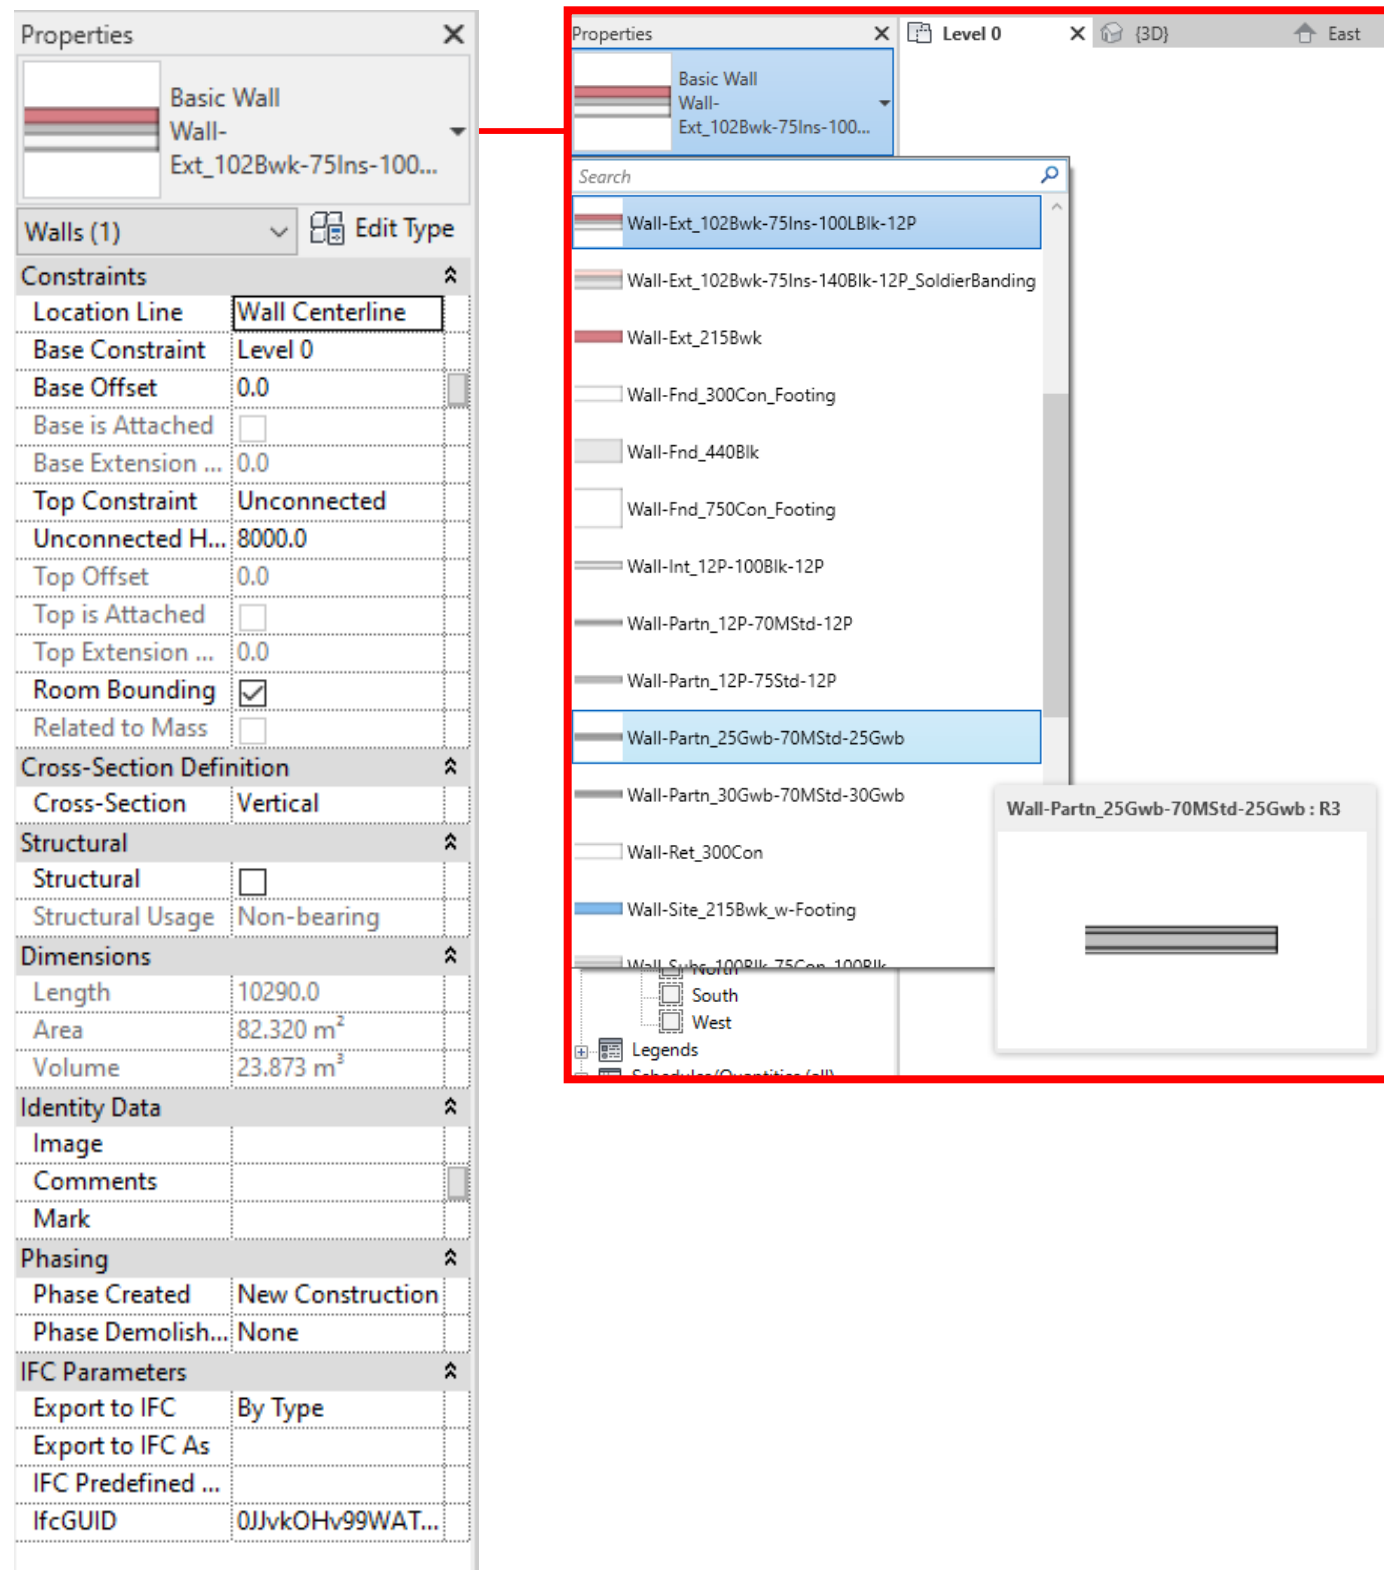 Properties
Basic Wall
Wall-
Ext_102Bwk-75Ins-100...
Walls (1)
Edit Type
Constraints
Location Line Wall Centerline
Base Constraint Level 0
Base Offset 0.0
Base is Attached
Base Extension ... 0.0
Top Constraint Unconnected
Unconnected H... 8000.0
Top Offset 0.0
Top is Attached
Top Extension ... 0.0
Room Bounding
Related to Mass
Cross-Section Definition
Cross-Section Vertical
Structural
Structural
Structural Usage Non-bearing
Dimensions
Length 10290.0
Area 82.320 m²
Volume 23.873 m³
Identity Data
Image
Comments
Mark
Phasing
Phase Created New Construction
Phase Demolish... None
IFC Parameters
Export to IFC By Type
Export to IFC As
IFC Predefined ...
IfcGUID 0JJvkOHv99WAT...
Properties
Level 0
{3D}
East
Basic Wall
Wall-
Ext_102Bwk-75Ins-100...
Search
Wall-Ext_102Bwk-75Ins-100LBlk-12P
Wall-Ext_102Bwk-75Ins-140Blk-12P_SoldierBanding
Wall-Ext_215Bwk
Wall-Fnd_300Con_Footing
Wall-Fnd_440Blk
Wall-Fnd_750Con_Footing
Wall-Int_12P-100Blk-12P
Wall-Partn_12P-70MStd-12P
Wall-Partn_12P-75Std-12P
Wall-Partn_25Gwb-70MStd-25Gwb
Wall-Partn_30Gwb-70MStd-30Gwb
Wall-Ret_300Con
Wall-Site_215Bwk_w-Footing
Wall-Subs_100Blk-75Con-100Blk
North
South
West
Legends
Schedules/Quantities (all)
Wall-Partn_25Gwb-70MStd-25Gwb : R3